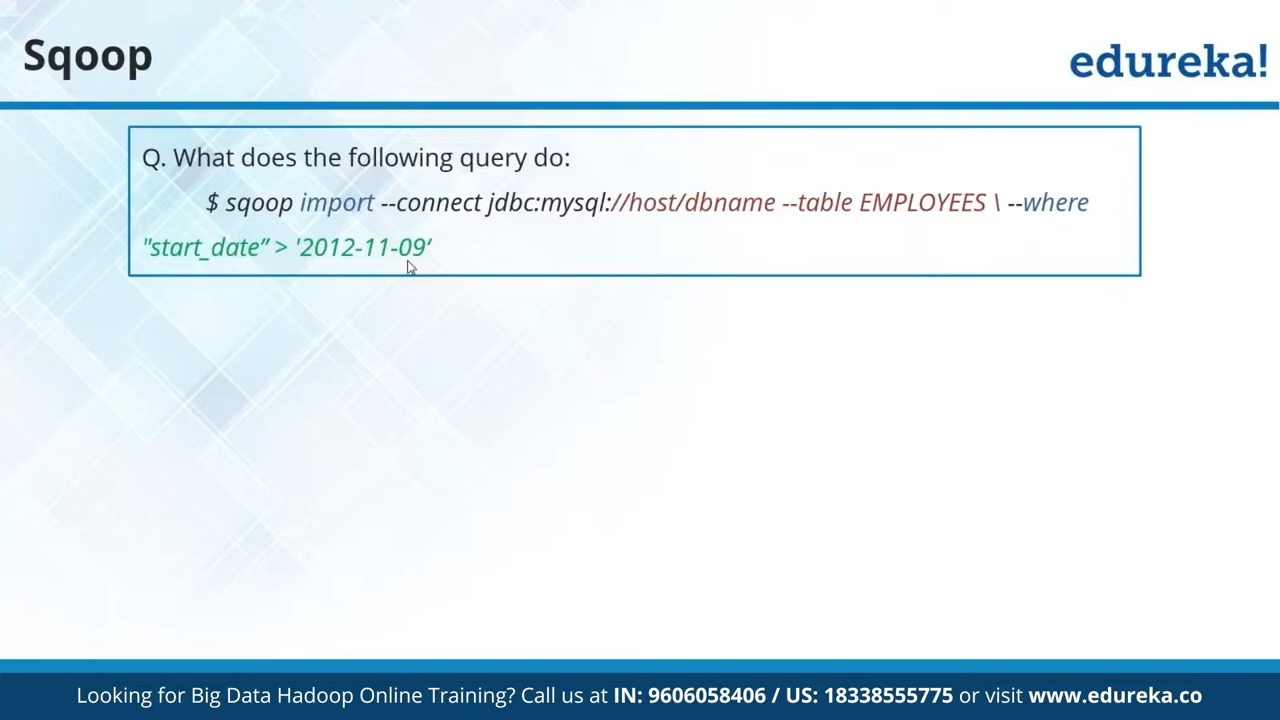 Sqoop
edureka!
Q. What does the following query do:
$ sqoop import --connect jdbc:mysql://host/dbname --table EMPLOYEES \ --where
"start_date” > '2012-11-09‘
Looking for Big Data Hadoop Online Training? Call us at IN: 9606058406 / US: 18338555775 or visit www.edureka.co